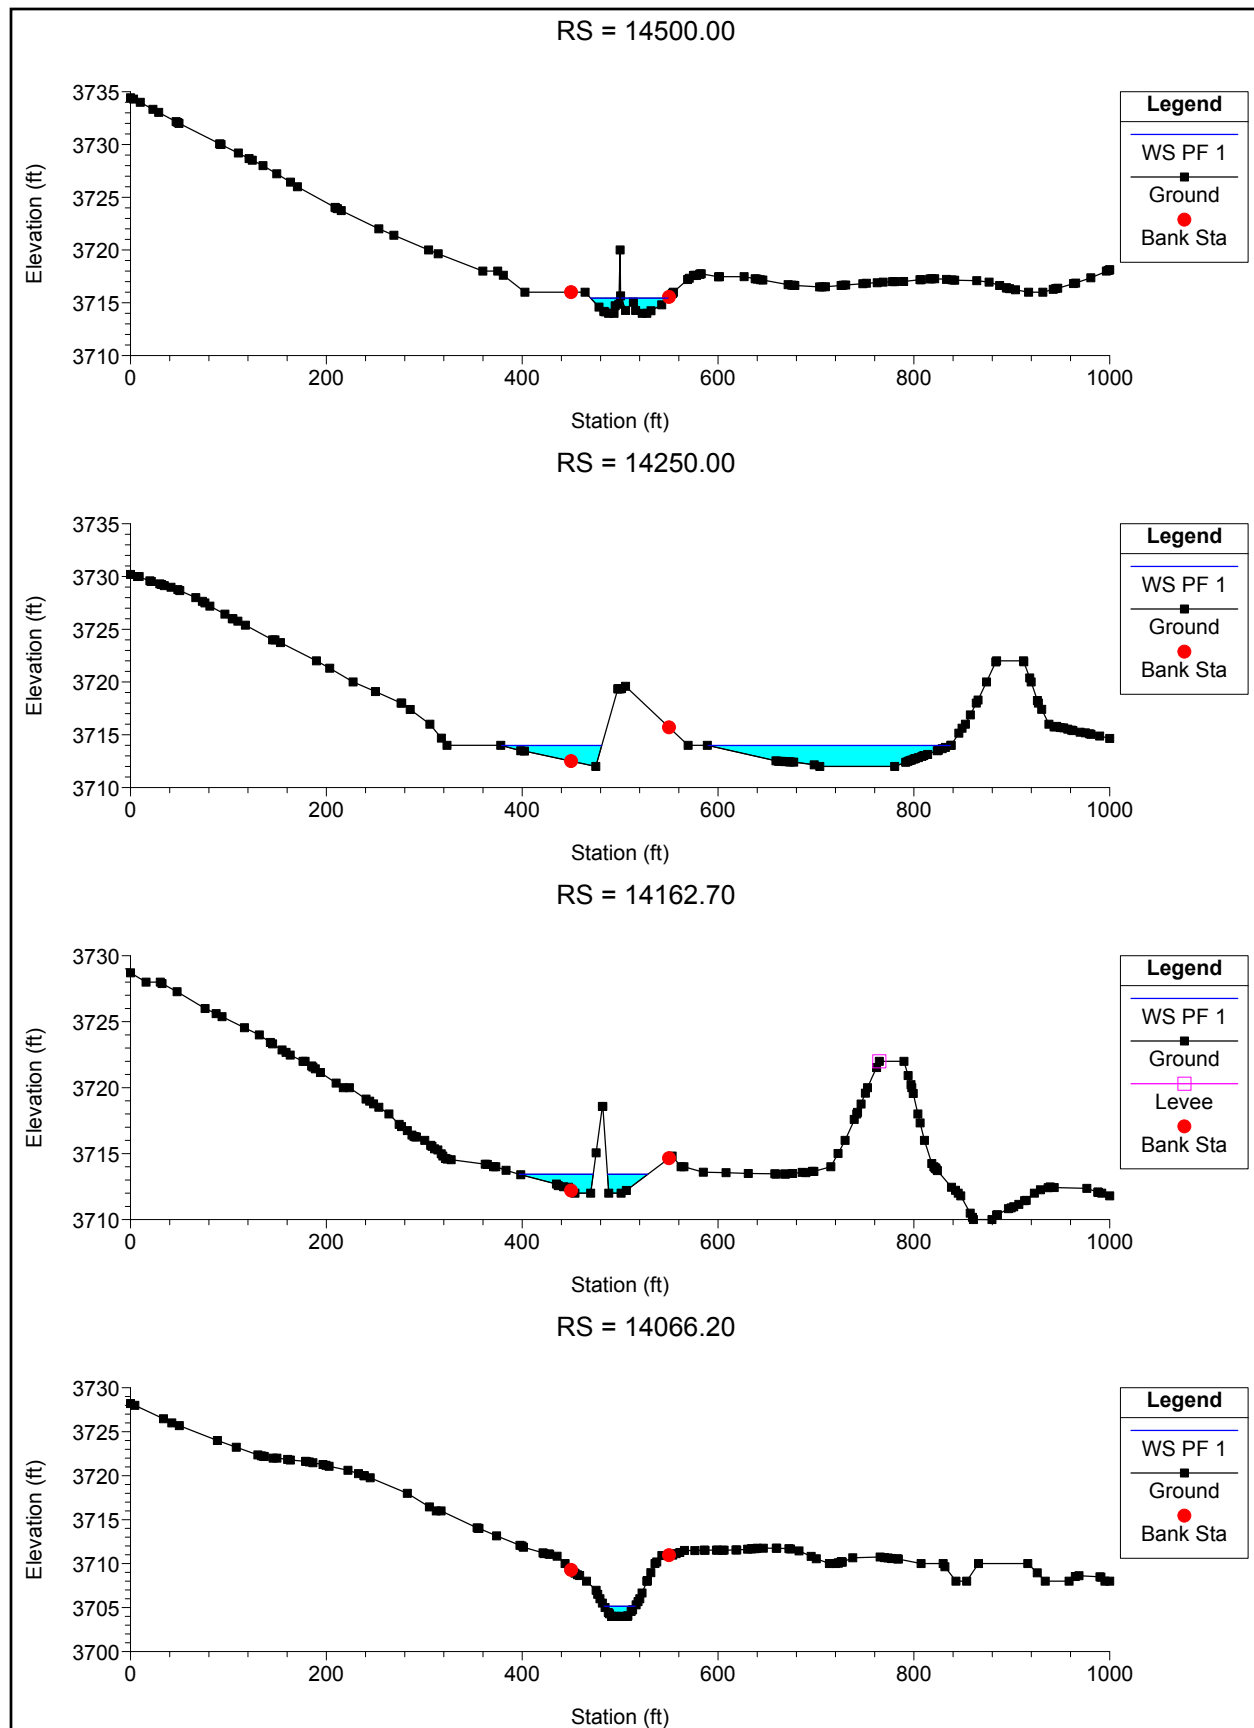 RS = 14500.00
3735
3730
3725
3720
3715
3710
Elevation (ft)
0 200 400 600 800 1000
Station (ft)
Legend
WS PF 1
Ground
Bank Sta
RS = 14250.00
3735
3730
3725
3720
3715
3710
Elevation (ft)
0 200 400 600 800 1000
Station (ft)
Legend
WS PF 1
Ground
Bank Sta
RS = 14162.70
3730
3725
3720
3715
3710
Elevation (ft)
0 200 400 600 800 1000
Station (ft)
Legend
WS PF 1
Ground
Levee
Bank Sta
RS = 14066.20
3730
3725
3720
3715
3710
3705
3700
Elevation (ft)
0 200 400 600 800 1000
Station (ft)
Legend
WS PF 1
Ground
Bank Sta